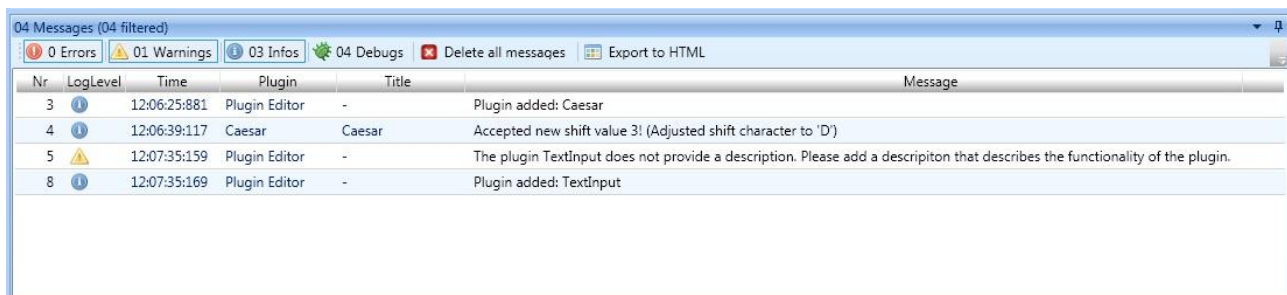 04 Messages (04 filtered)
0 Errors 01 Warnings 03 Infos 04 Debugs Delete all messages Export to HTML
Nr LogLevel Time Plugin Title Message
3 12:06:25:881 Plugin Editor - Plugin added: Caesar
4 12:06:39:117 Caesar Caesar Accepted new shift value 3! (Adjusted shift character to 'D')
5 12:07:35:159 Plugin Editor - The plugin TextInput does not provide a description. Please add a descripiton that describes the functionality of the plugin.
8 12:07:35:169 Plugin Editor - Plugin added: TextInput